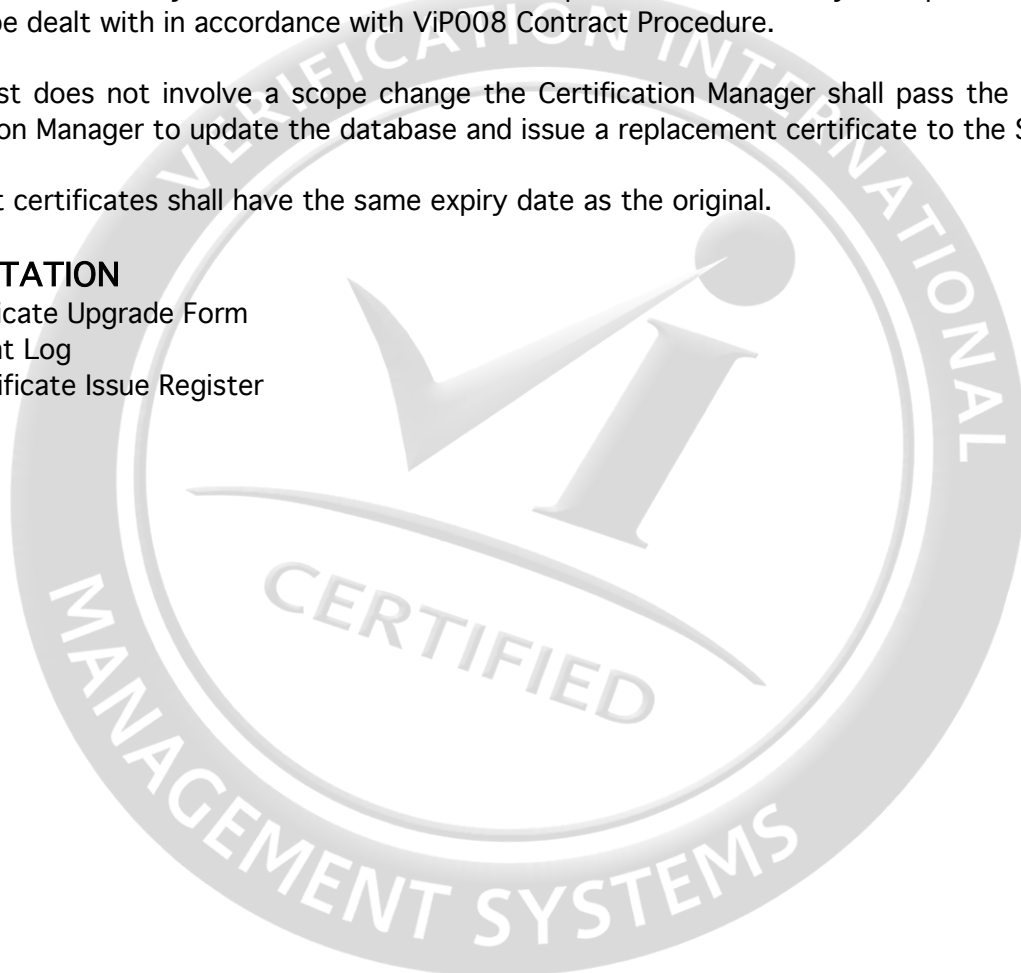 be dealt with in accordance with ViP008 Contract Procedure.
st does not involve a scope change the Certification Manager shall pass the
on Manager to update the database and issue a replacement certificate to the S
t certificates shall have the same expiry date as the original.
TATION
icate Upgrade Form
nt Log
ificate Issue Register
VERIFICATION INTERNATIONAL
CERTIFIED
MANAGEMENT SYSTEMS